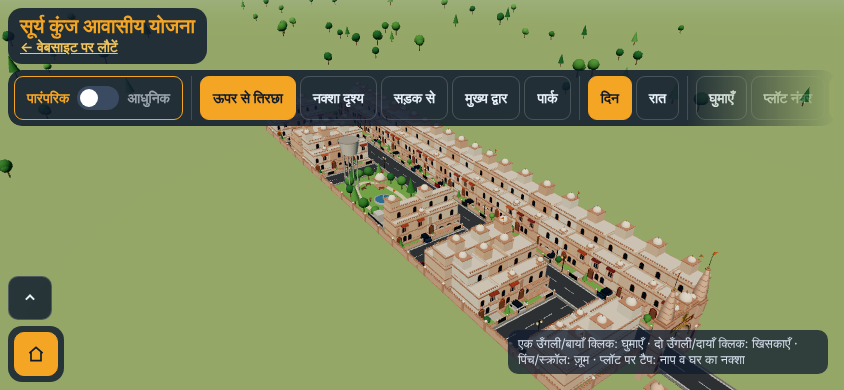 सूर्य कुंज आवासीय योजना
← वेबसाइट पर लौटें
पारंपरिक आधुनिक ऊपर से तिरछा नक्शा दृश्य सड़क से मुख्य द्वार पार्क दिन रात घुमाएँ प्लॉट
एक उँगली/बायाँ क्लिक: घुमाएँ · दो उँगली/दायाँ क्लिक: खिसकाएँ ·
पिंच/स्क्रॉल: ज़ूम · प्लॉट पर टैप: नाप व घर का नक्शा